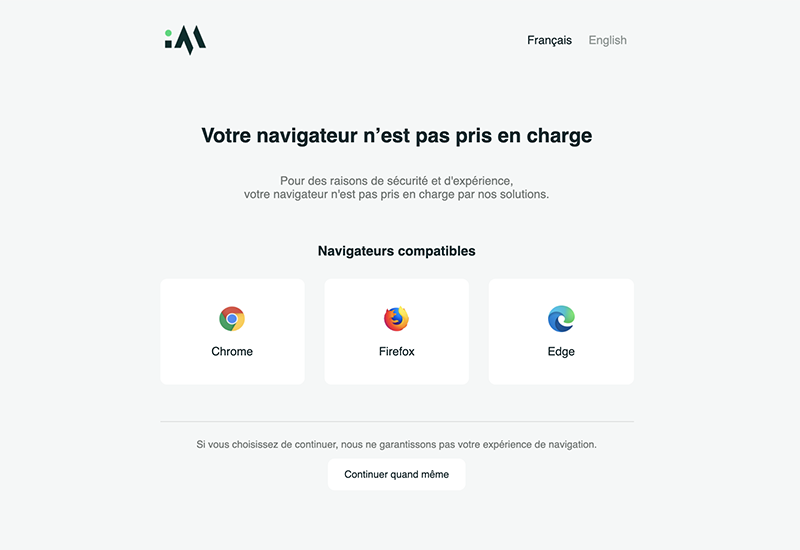 iM
Français English
Votre navigateur n’est pas pris en charge
Pour des raisons de sécurité et d'expérience,
votre navigateur n'est pas pris en charge par nos solutions.
Navigateurs compatibles
Chrome Firefox Edge
Si vous choisissez de continuer, nous ne garantissons pas votre expérience de navigation.
Continuer quand même